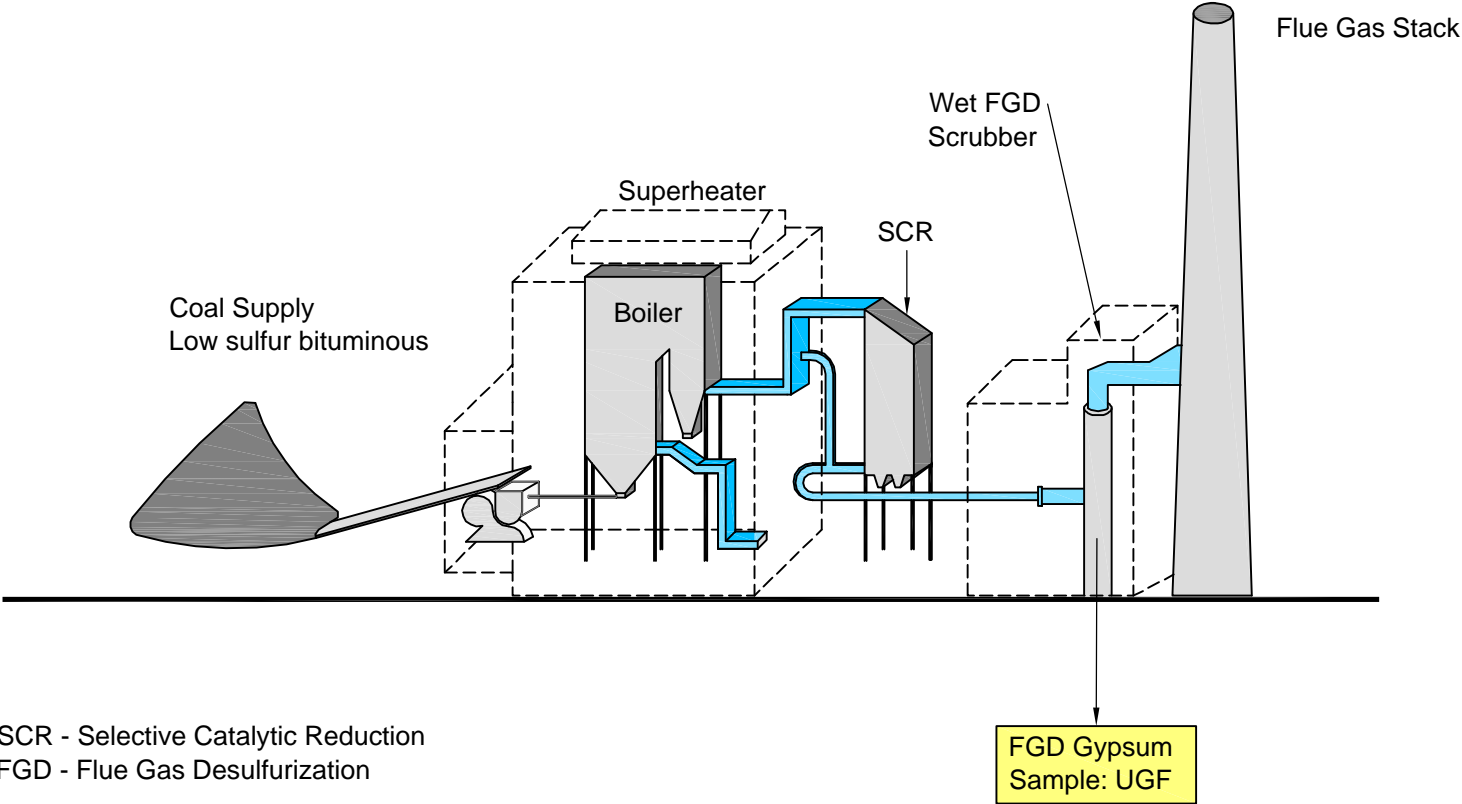 Flue Gas Stack
Wet FGD
Scrubber
Superheater
SCR
Coal Supply
Low sulfur bituminous
Boiler
SCR - Selective Catalytic Reduction
FGD - Flue Gas Desulfurization
FGD Gypsum
Sample: UGF